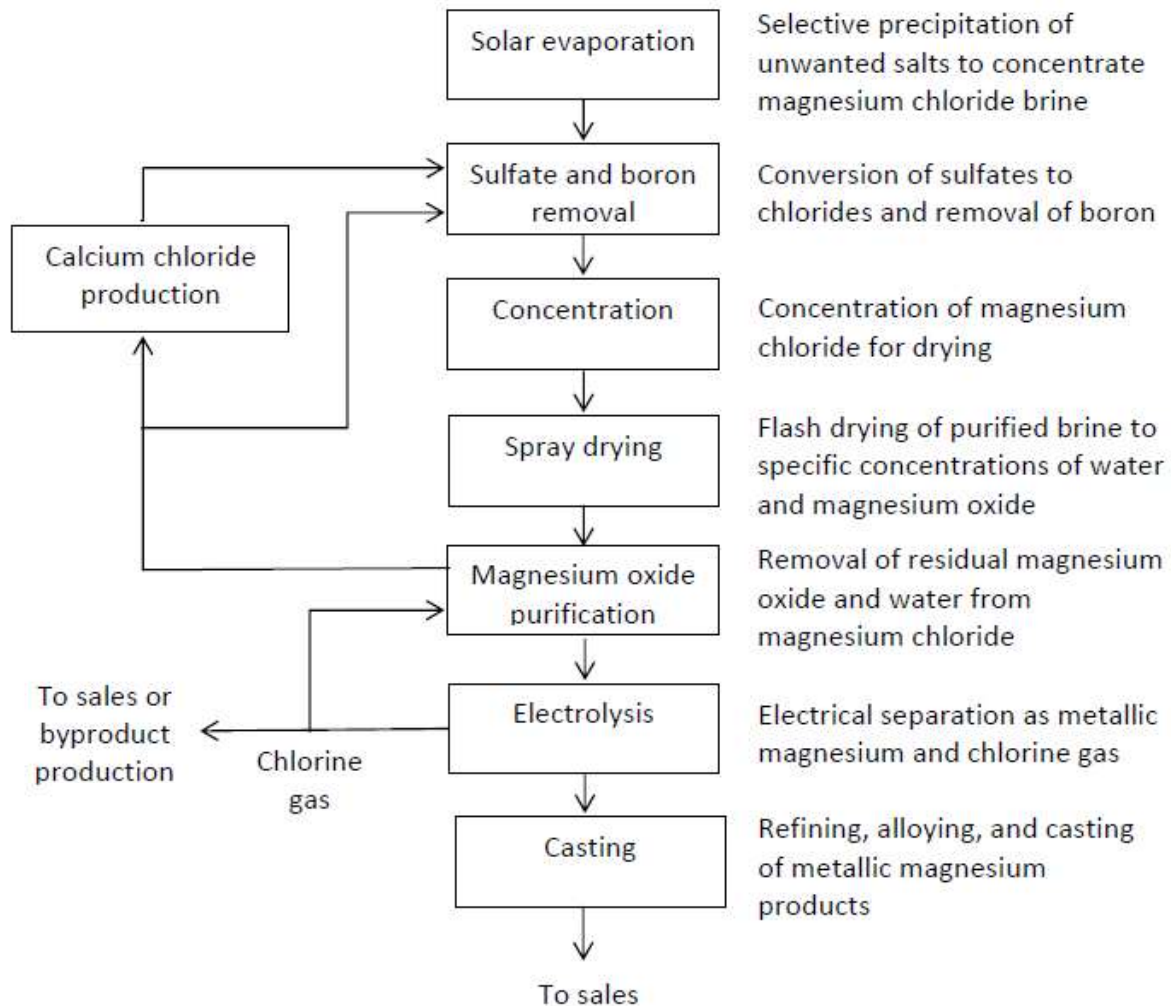 Solar evaporation
Selective precipitation of
unwanted salts to concentrate
magnesium chloride brine
Sulfate and boron
removal
Conversion of sulfates to
chlorides and removal of boron
Calcium chloride
production
Concentration
Concentration of magnesium
chloride for drying
Spray drying
Flash drying of purified brine to
specific concentrations of water
and magnesium oxide
Magnesium oxide
purification
Removal of residual magnesium
oxide and water from
magnesium chloride
To sales or
byproduct
production
Chlorine
gas
Electrolysis
Electrical separation as metallic
magnesium and chlorine gas
Casting
Refining, alloying, and casting
of metallic magnesium
products
To sales